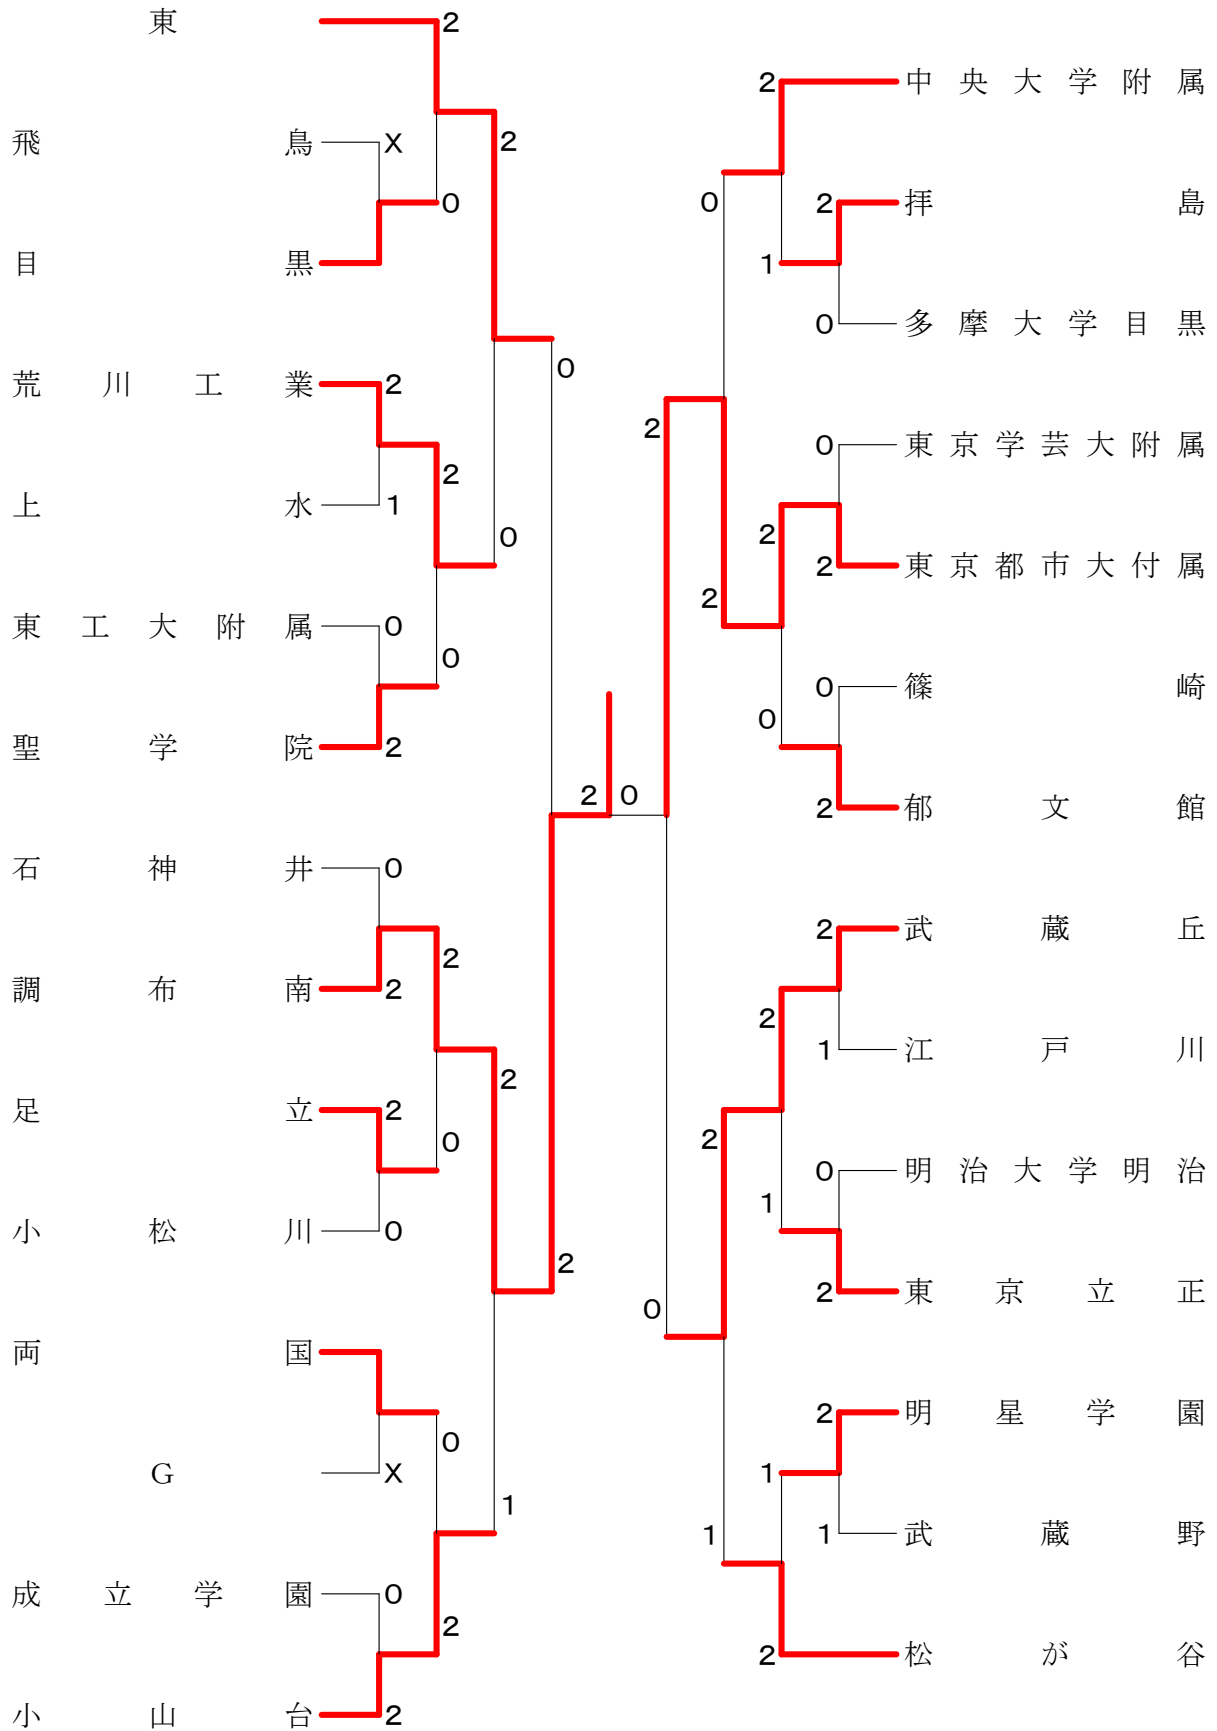 東 2
2 中央大学附属
飛鳥 X 2
0 2 拝島
0
目黒 1
0 多摩大学目黒
荒川工業 2 0
2 0 東京学芸大附属
2
上水 1 0 2
2 東京都市大付属
2
東工大附属 0 0
0 篠崎
0
聖学院 2
2 0 2 郁文館
石神井 0
2 武蔵丘
2
調布南 2 2
2 1 江戸川
足立 2 0 2
0 明治大学明治
1
小松川 0 2
2 東京立正
0
両国
2 明星学園
0
G X 1
1 1 武蔵野
成立学園 0 2
2 松が谷
小山台 2